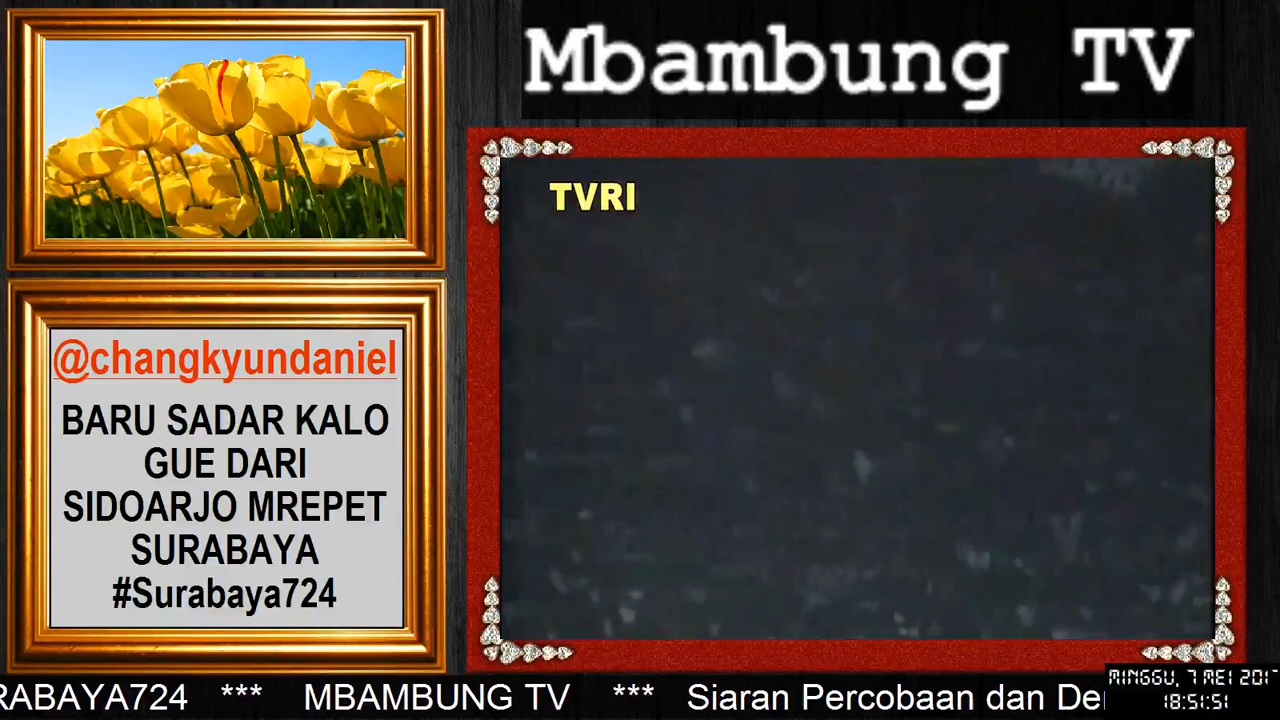 Mbambung TV
TVRI
@changkyundaniel
BARU SADAR KALO
GUE DARI
SIDOARJO MREPET
SURABAYA
#Surabaya724
RABAYA724 *** MBAMBUNG TV *** Siaran Percobaan dan De
MINGGU, 7 MEI 2017
18:51:51